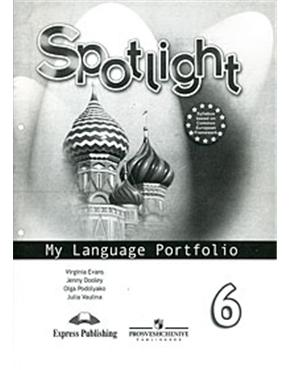 Spotlight
Syllabus
based on
Common
European
Framework
My Language Portfolio
Virginia Evans
Jenny Dooley
Olga Podolyako
Julia Vaulina
6
Express Publishing
PROSVESHCHENIYE
PUBLISHERS